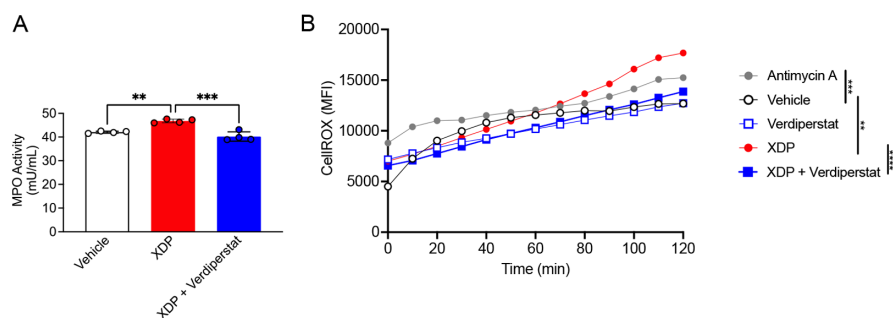 A
MPO Activity
(mU/mL)
50
40
30
20
10
0
**
***
Vehicle
XDP
XDP + Verdiperstat
B
CellROX (MFI)
20000
15000
10000
5000
0
0
20
40
60
80
100
120
Time (min)
Antimycin A
Vehicle
Verdiperstat
XDP
XDP + Verdiperstat
***
**
****